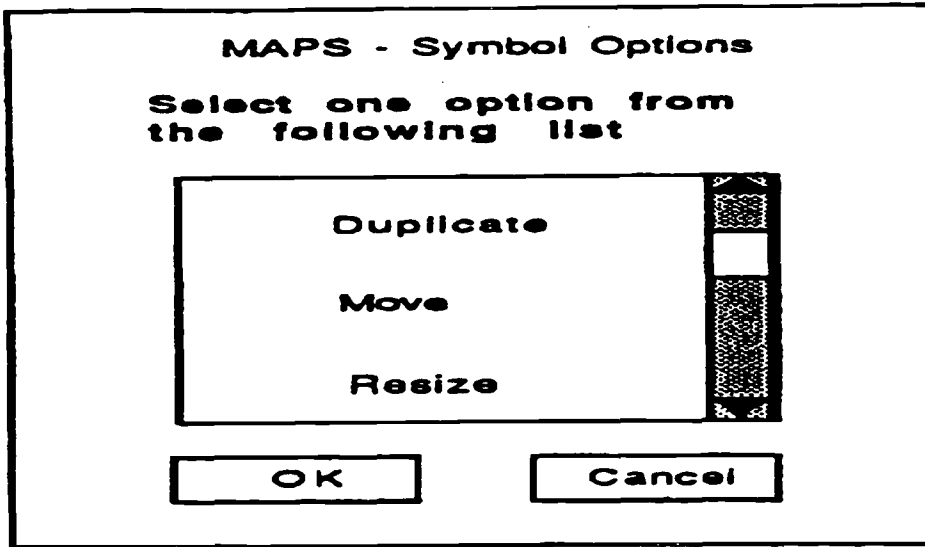 MAPS - Symbol Options
Select one option from
the following list
Duplicate
Move
Resize
OK
Cancel